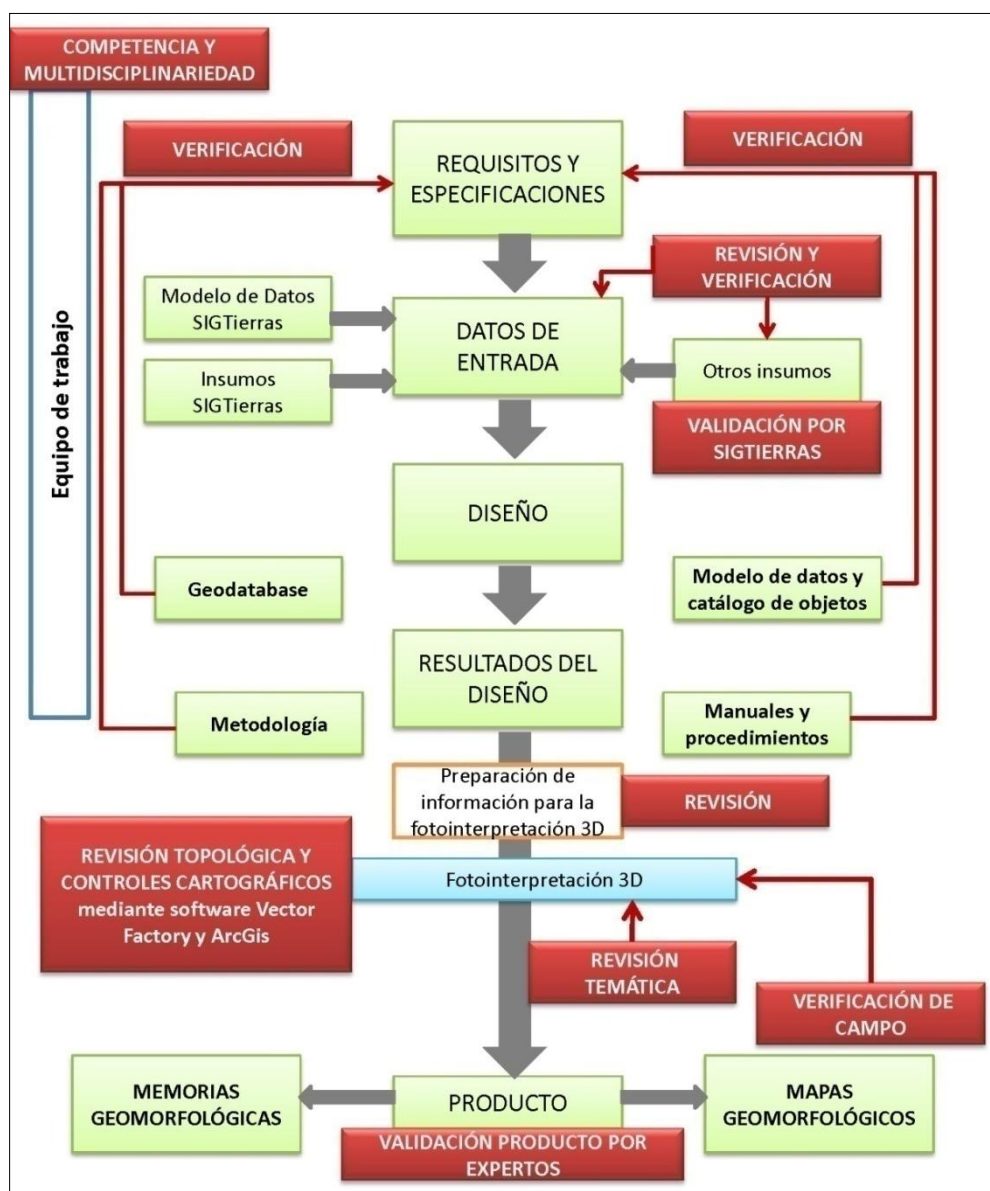 COMPETENCIA Y
MULTIDISCIPLINARIEDAD
VERIFICACIÓN
REQUISITOS Y
ESPECIFICACIONES
VERIFICACIÓN
REVISIÓN Y
VERIFICACIÓN
Modelo de Datos
SIGTierras
DATOS DE
ENTRADA
Insumos
SIGTierras
Otros insumos
VALIDACIÓN POR
SIGTIERRAS
Equipo de trabajo
DISEÑO
Geodatabase
Modelo de datos y
catálogo de objetos
RESULTADOS DEL
DISEÑO
Metodología
Manuales y
procedimientos
Preparación de
información para la
fotointerpretación 3D
REVISIÓN
REVISIÓN TOPOLÓGICA Y
CONTROLES CARTOGRÁFICOS
mediante software Vector
Factory y ArcGis
Fotointerpretación 3D
REVISIÓN
TEMÁTICA
VERIFICACIÓN DE
CAMPO
MEMORIAS
GEOMORFOLÓGICAS
PRODUCTO
MAPAS
GEOMORFOLÓGICOS
VALIDACIÓN PRODUCTO POR
EXPERTOS